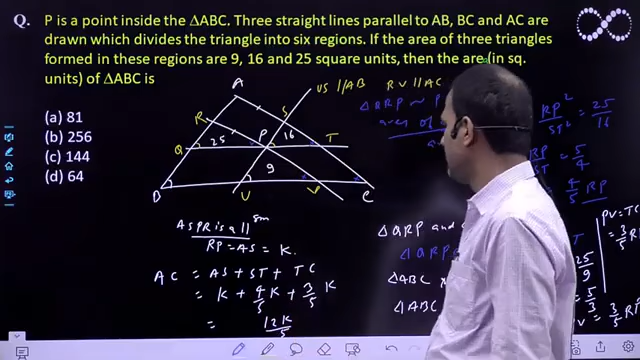 Q. P is a point inside the ΔABC. Three straight lines parallel to AB, BC and AC are
drawn which divides the triangle into six regions. If the area of three triangles
formed in these regions are 9, 16 and 25 square units, then the are (in sq.
units) of ΔABC is
(a) 81
(b) 256
(c) 144
(d) 64
US // AB RV // AC
A
R
S
25
P
16
Q
T
9
B
U
V
C
ΔQRP ~
RP² / ST² = 25/16
RP / ST = 5/4
4/5 RP
ASPR is a ||gm
RP = AS = K.
AC = AS + ST + TC
= K + 4/5 K + 3/5 K
= 12K/5
ΔQRP and
ΔQRP
25/9
= 5/3
PV = TC
= 3/5 RP
= 3/5 RP
ΔABC
ΔABC